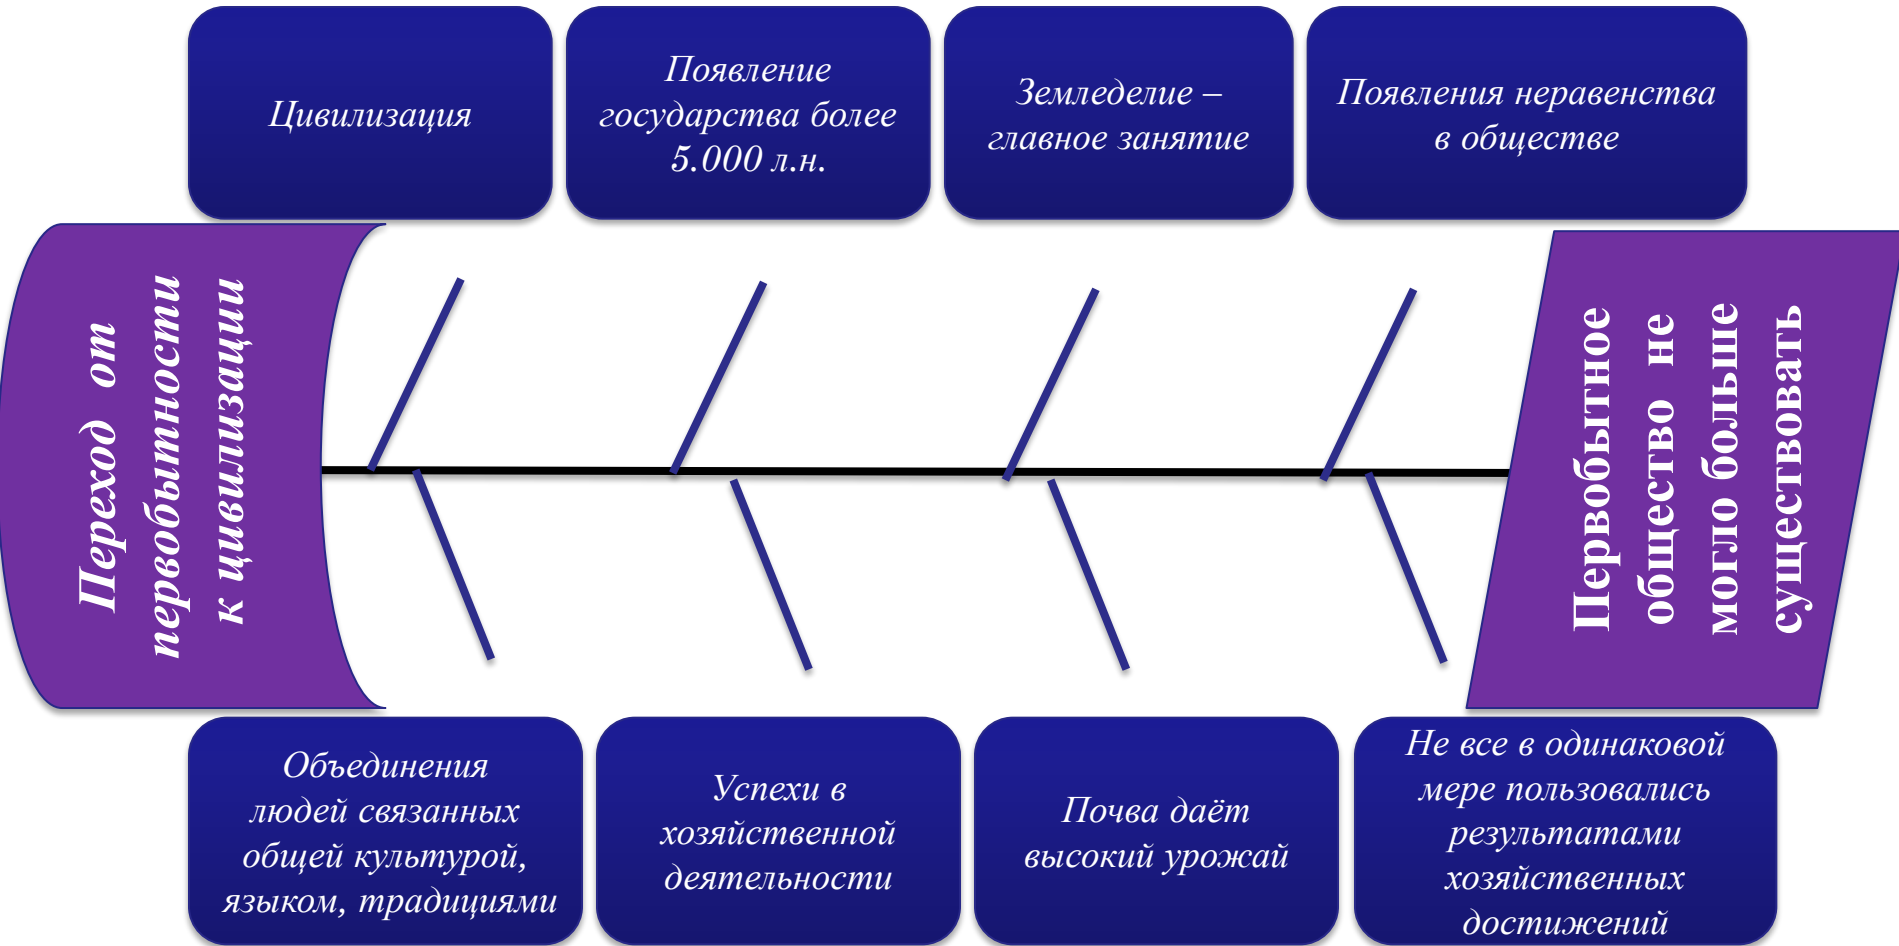 Цивилизация
Появление
государства более
5.000 л.н.
Земледелие –
главное занятие
Появления неравенства
в обществе
Переход от
первобытности
к цивилизации
Первобытное
общество не
могло больше
существовать
Объединения
людей связанных
общей культурой,
языком, традициями
Успехи в
хозяйственной
деятельности
Почва даёт
высокий урожай
Не все в одинаковой
мере пользовались
результатами
хозяйственных
достижений